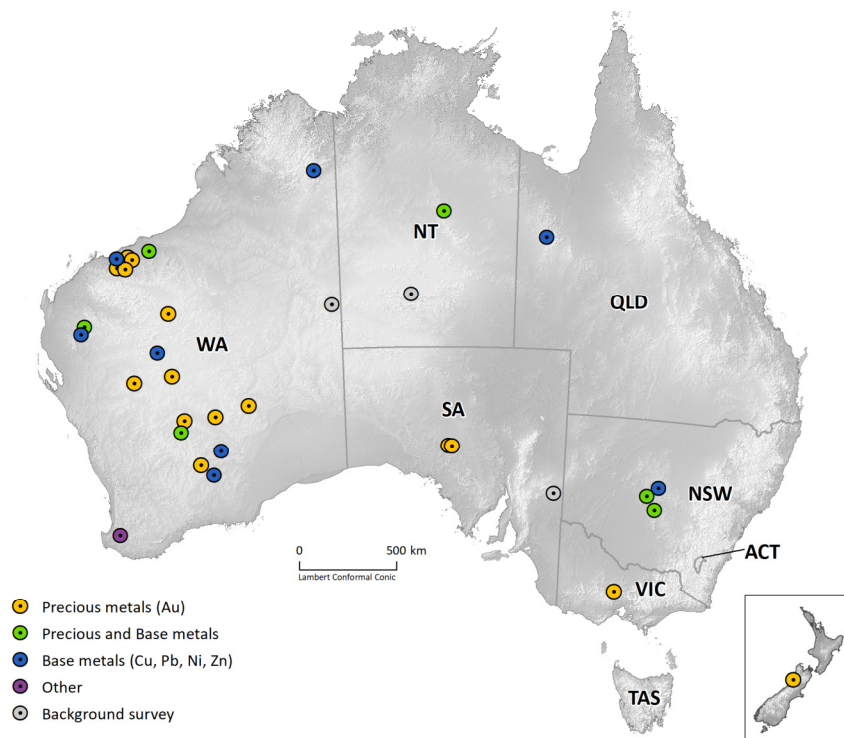 NT
QLD
WA
SA
NSW
ACT
0 500 km
Lambert Conformal Conic
VIC
TAS
Precious metals (Au)
Precious and Base metals
Base metals (Cu, Pb, Ni, Zn)
Other
Background survey